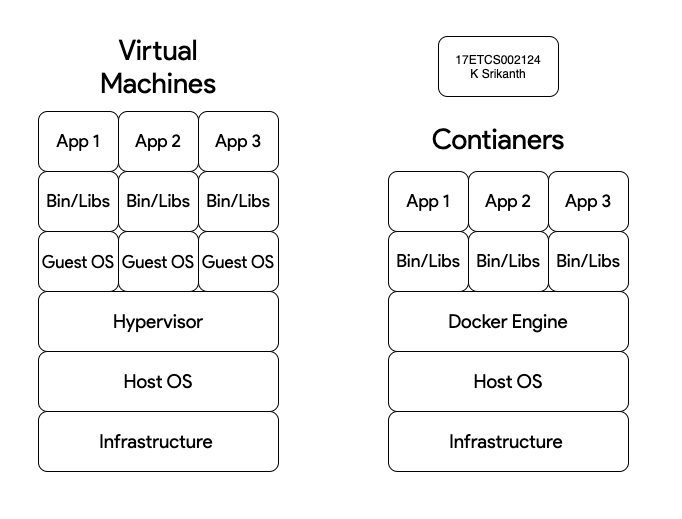 Virtual
Machines
App 1 App 2 App 3
Bin/Libs Bin/Libs Bin/Libs
Guest OS Guest OS Guest OS
Hypervisor
Host OS
Infrastructure
17ETCS002124
K Srikanth
Contianers
App 1 App 2 App 3
Bin/Libs Bin/Libs Bin/Libs
Docker Engine
Host OS
Infrastructure